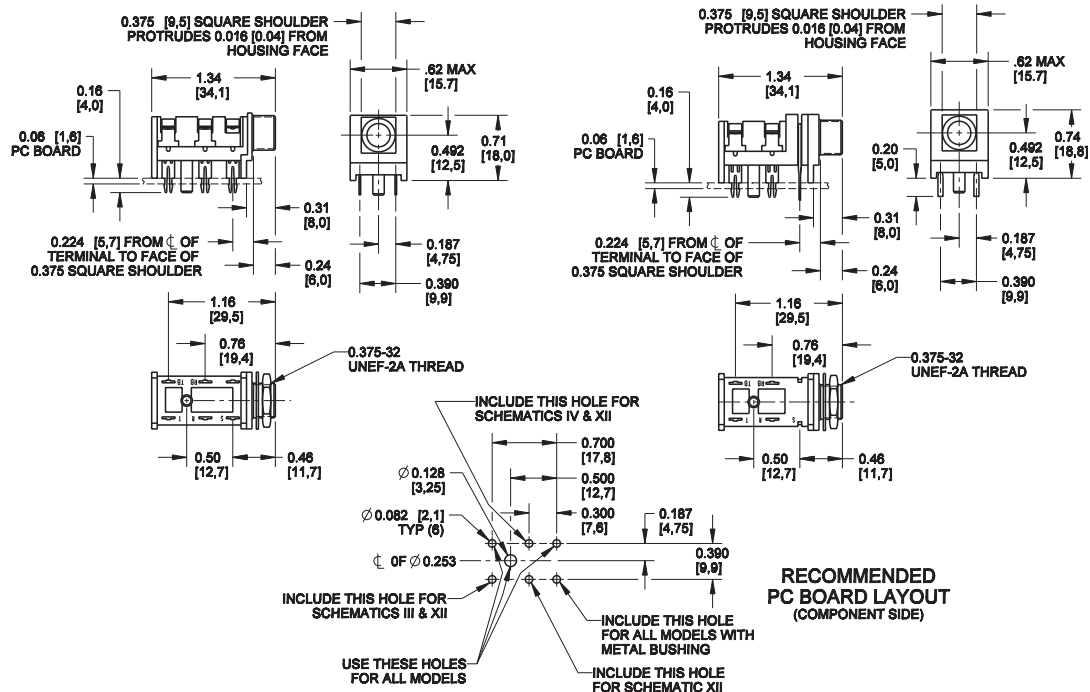 0.375 [9,5] SQUARE SHOULDER
PROTRUDES 0.016 [0.04] FROM
HOUSING FACE
1.34
[34,1]
.62 MAX
[15.7]
0.16
[4,0]
0.06 [1,6]
PC BOARD
0.492
[12,5]
0.71
[18,0]
0.31
[8,0]
0.224 [5,7] FROM ℄ OF
TERMINAL TO FACE OF
0.375 SQUARE SHOULDER
0.187
[4,75]
0.24
[6,0]
0.390
[9,9]
1.16
[29,5]
0.76
[19,4]
0.375-32
UNEF-2A THREAD
TB RB
T R S
0.50
[12,7]
0.46
[11,7]
0.375 [9,5] SQUARE SHOULDER
PROTRUDES 0.016 [0.04] FROM
HOUSING FACE
1.34
[34,1]
.62 MAX
[15.7]
0.16
[4,0]
0.06 [1,6]
PC BOARD
0.20
[5,0]
0.492
[12,5]
0.74
[18,8]
0.31
[8,0]
0.224 [5,7] FROM ℄ OF
TERMINAL TO FACE OF
0.375 SQUARE SHOULDER
0.187
[4,75]
0.24
[6,0]
0.390
[9,9]
1.16
[29,5]
0.76
[19,4]
0.375-32
UNEF-2A THREAD
TB RB
T R S
0.50
[12,7]
0.46
[11,7]
INCLUDE THIS HOLE FOR
SCHEMATICS IV & XII
0.700
[17,8]
Ø 0.128
[3,25]
0.500
[12,7]
Ø 0.082 [2,1]
TYP (6)
0.300
[7,6]
0.187
[4,75]
℄ 0F Ø 0.253
0.390
[9,9]
RECOMMENDED
PC BOARD LAYOUT
(COMPONENT SIDE)
INCLUDE THIS HOLE FOR
SCHEMATICS III & XII
INCLUDE THIS HOLE
FOR ALL MODELS WITH
METAL BUSHING
USE THESE HOLES
FOR ALL MODELS
INCLUDE THIS HOLE
FOR SCHEMATIC XII